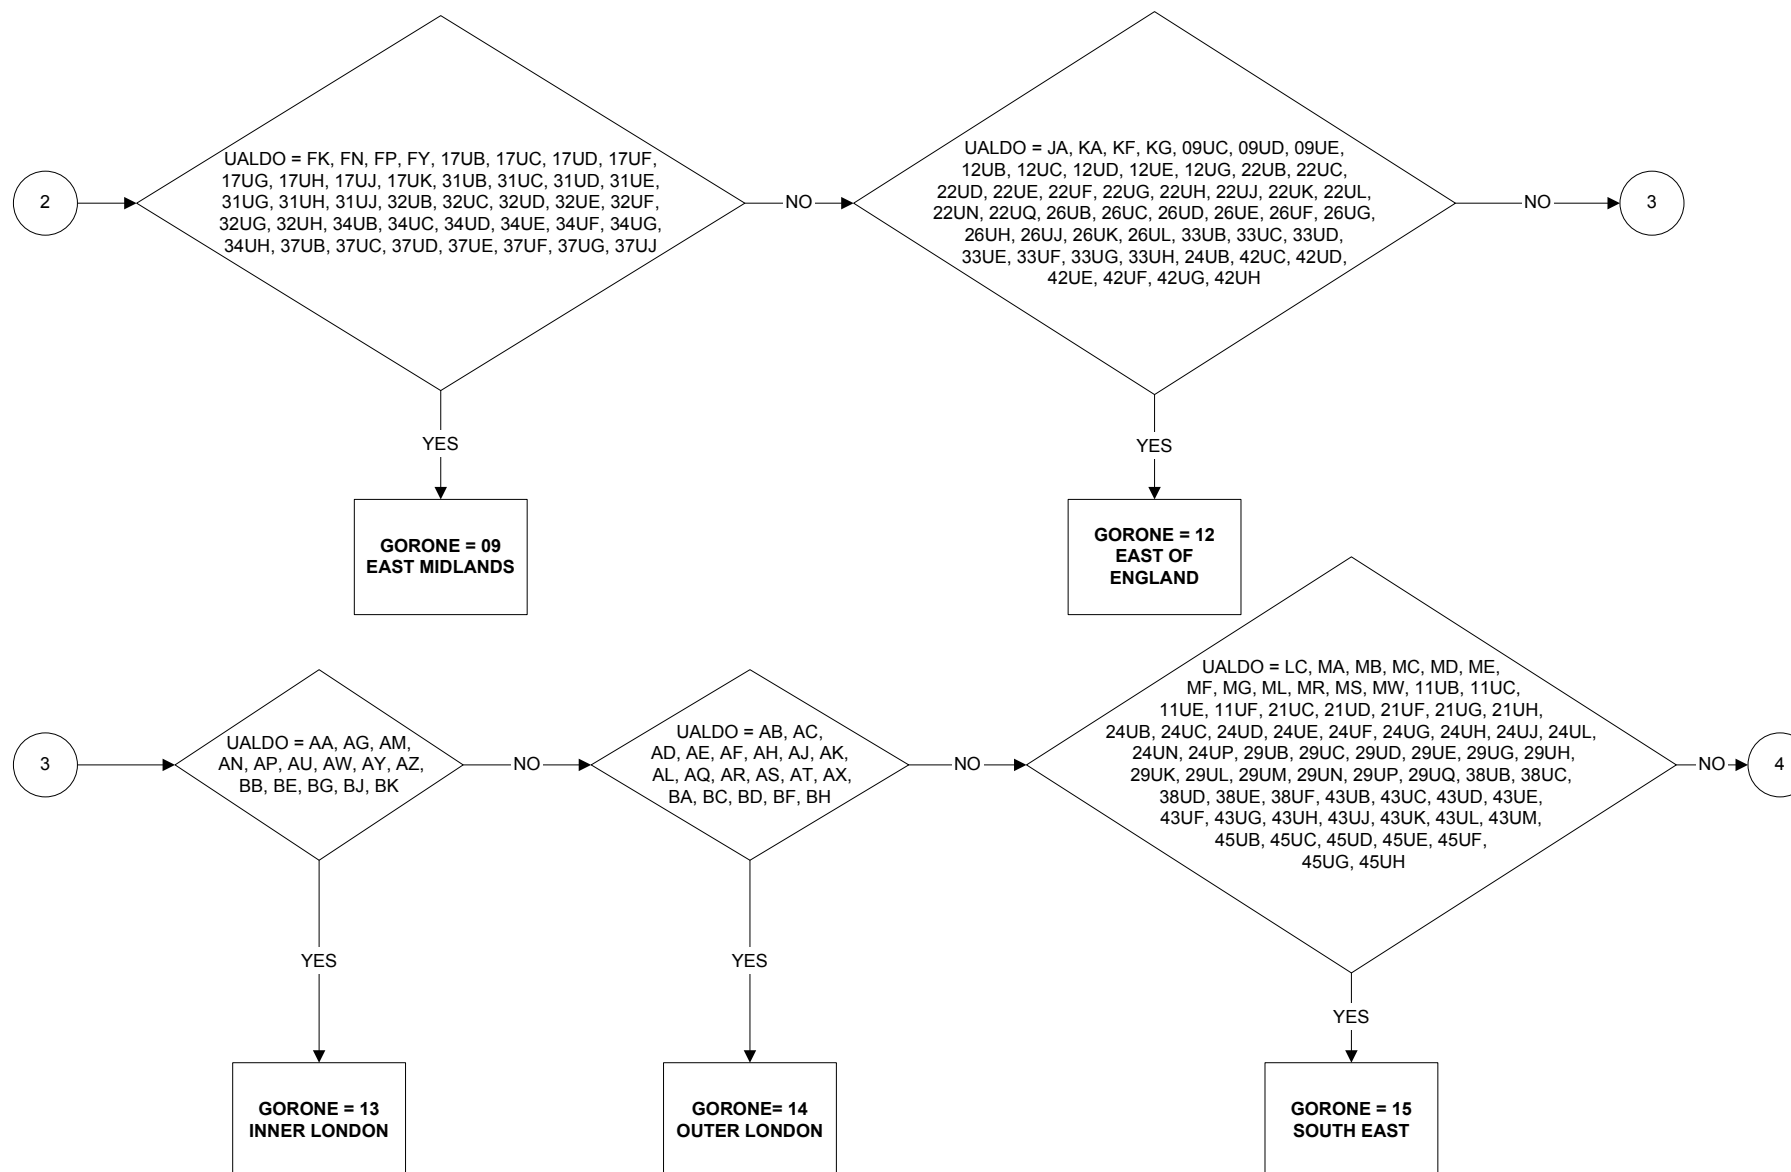 2
UALDO = FK, FN, FP, FY, 17UB, 17UC, 17UD, 17UF,
17UG, 17UH, 17UJ, 17UK, 31UB, 31UC, 31UD, 31UE,
31UG, 31UH, 31UJ, 32UB, 32UC, 32UD, 32UE, 32UF,
32UG, 32UH, 34UB, 34UC, 34UD, 34UE, 34UF, 34UG,
34UH, 37UB, 37UC, 37UD, 37UE, 37UF, 37UG, 37UJ
NO
UALDO = JA, KA, KF, KG, 09UC, 09UD, 09UE,
12UB, 12UC, 12UD, 12UE, 12UG, 22UB, 22UC,
22UD, 22UE, 22UF, 22UG, 22UH, 22UJ, 22UK, 22UL,
22UN, 22UQ, 26UB, 26UC, 26UD, 26UE, 26UF, 26UG,
26UH, 26UJ, 26UK, 26UL, 33UB, 33UC, 33UD,
33UE, 33UF, 33UG, 33UH, 24UB, 42UC, 42UD,
42UE, 42UF, 42UG, 42UH
NO
3
YES
YES
GORONE = 09
EAST MIDLANDS
GORONE = 12
EAST OF
ENGLAND
3
UALDO = AA, AG, AM,
AN, AP, AU, AW, AY, AZ,
BB, BE, BG, BJ, BK
NO
UALDO = AB, AC,
AD, AE, AF, AH, AJ, AK,
AL, AQ, AR, AS, AT, AX,
BA, BC, BD, BF, BH
NO
UALDO = LC, MA, MB, MC, MD, ME,
MF, MG, ML, MR, MS, MW, 11UB, 11UC,
11UE, 11UF, 21UC, 21UD, 21UF, 21UG, 21UH,
24UB, 24UC, 24UD, 24UE, 24UF, 24UG, 24UH, 24UJ, 24UL,
24UN, 24UP, 29UB, 29UC, 29UD, 29UE, 29UG, 29UH,
29UK, 29UL, 29UM, 29UN, 29UP, 29UQ, 38UB, 38UC,
38UD, 38UE, 38UF, 43UB, 43UC, 43UD, 43UE,
43UF, 43UG, 43UH, 43UJ, 43UK, 43UL, 43UM,
45UB, 45UC, 45UD, 45UE, 45UF,
45UG, 45UH
NO
4
YES
YES
YES
GORONE = 13
INNER LONDON
GORONE= 14
OUTER LONDON
GORONE = 15
SOUTH EAST